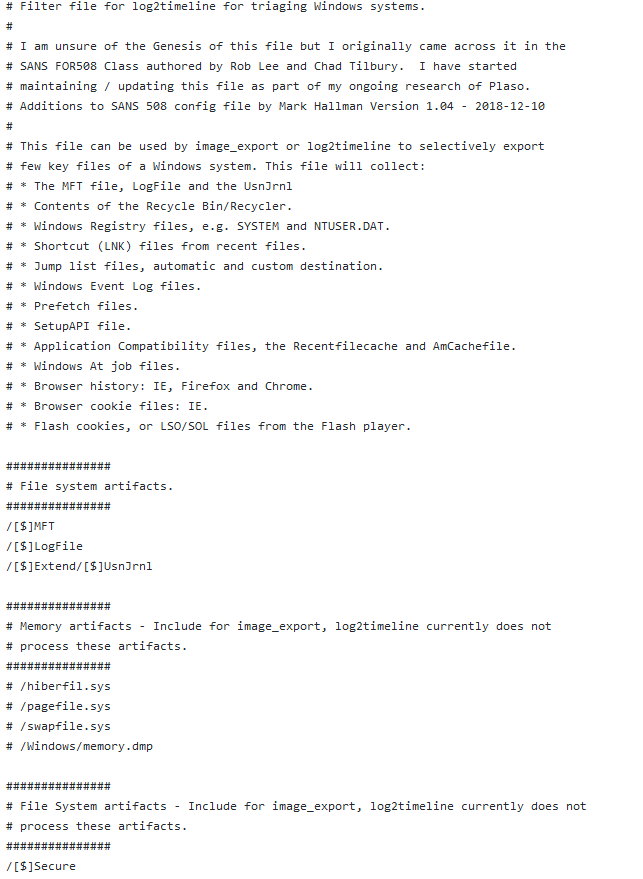 # Filter file for log2timeline for triaging Windows systems.
#
# I am unsure of the Genesis of this file but I originally came across it in the
# SANS FOR508 Class authored by Rob Lee and Chad Tilbury.  I have started
# maintaining / updating this file as part of my ongoing research of Plaso.
# Additions to SANS 508 config file by Mark Hallman Version 1.04 - 2018-12-10
#
# This file can be used by image_export or log2timeline to selectively export
# few key files of a Windows system. This file will collect:
# * The MFT file, LogFile and the UsnJrnl
# * Contents of the Recycle Bin/Recycler.
# * Windows Registry files, e.g. SYSTEM and NTUSER.DAT.
# * Shortcut (LNK) files from recent files.
# * Jump list files, automatic and custom destination.
# * Windows Event Log files.
# * Prefetch files.
# * SetupAPI file.
# * Application Compatibility files, the Recentfilecache and AmCachefile.
# * Windows At job files.
# * Browser history: IE, Firefox and Chrome.
# * Browser cookie files: IE.
# * Flash cookies, or LSO/SOL files from the Flash player.

###############
# File system artifacts.
###############
/[$]MFT
/[$]LogFile
/[$]Extend/[$]UsnJrnl

###############
# Memory artifacts - Include for image_export, log2timeline currently does not
# process these artifacts.
###############
# /hiberfil.sys
# /pagefile.sys
# /swapfile.sys
# /Windows/memory.dmp

###############
# File System artifacts - Include for image_export, log2timeline currently does not
# process these artifacts.
###############
/[$]Secure